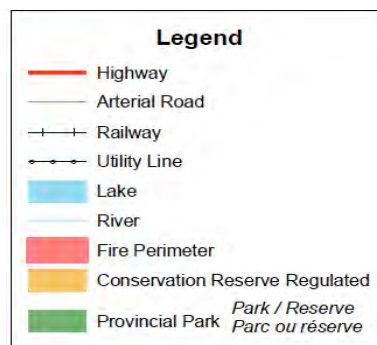 Legend
Highway
Arterial Road
Railway
Utility Line
Lake
River
Fire Perimeter
Conservation Reserve Regulated
Provincial Park Park / Reserve
Parc ou réserve